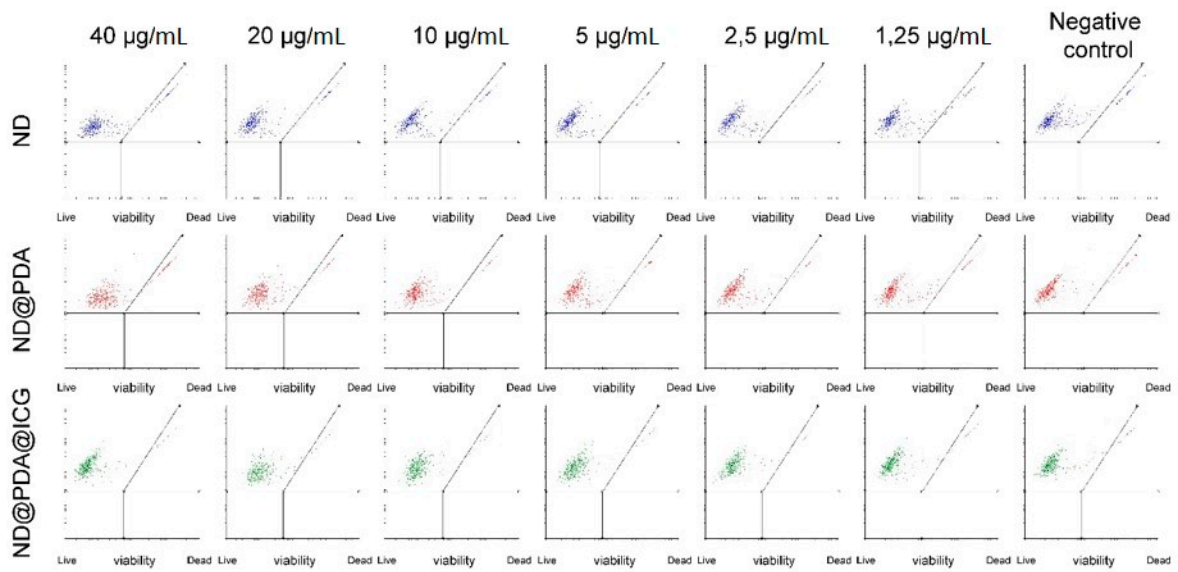 40 µg/mL 20 µg/mL 10 µg/mL 5 µg/mL 2,5 µg/mL 1,25 µg/mL Negative control
ND
Live viability Dead Live viability Dead Live viability Dead Live viability Dead Live viability Dead Live viability Dead Live viability Dead
ND@PDA
Live viability Dead Live viability Dead Live viability Dead Live viability Dead Live viability Dead Live viability Dead Live viability Dead
ND@PDA@ICG
Live viability Dead Live viability Dead Live viability Dead Live viability Dead Live viability Dead Live viability Dead Live viability Dead